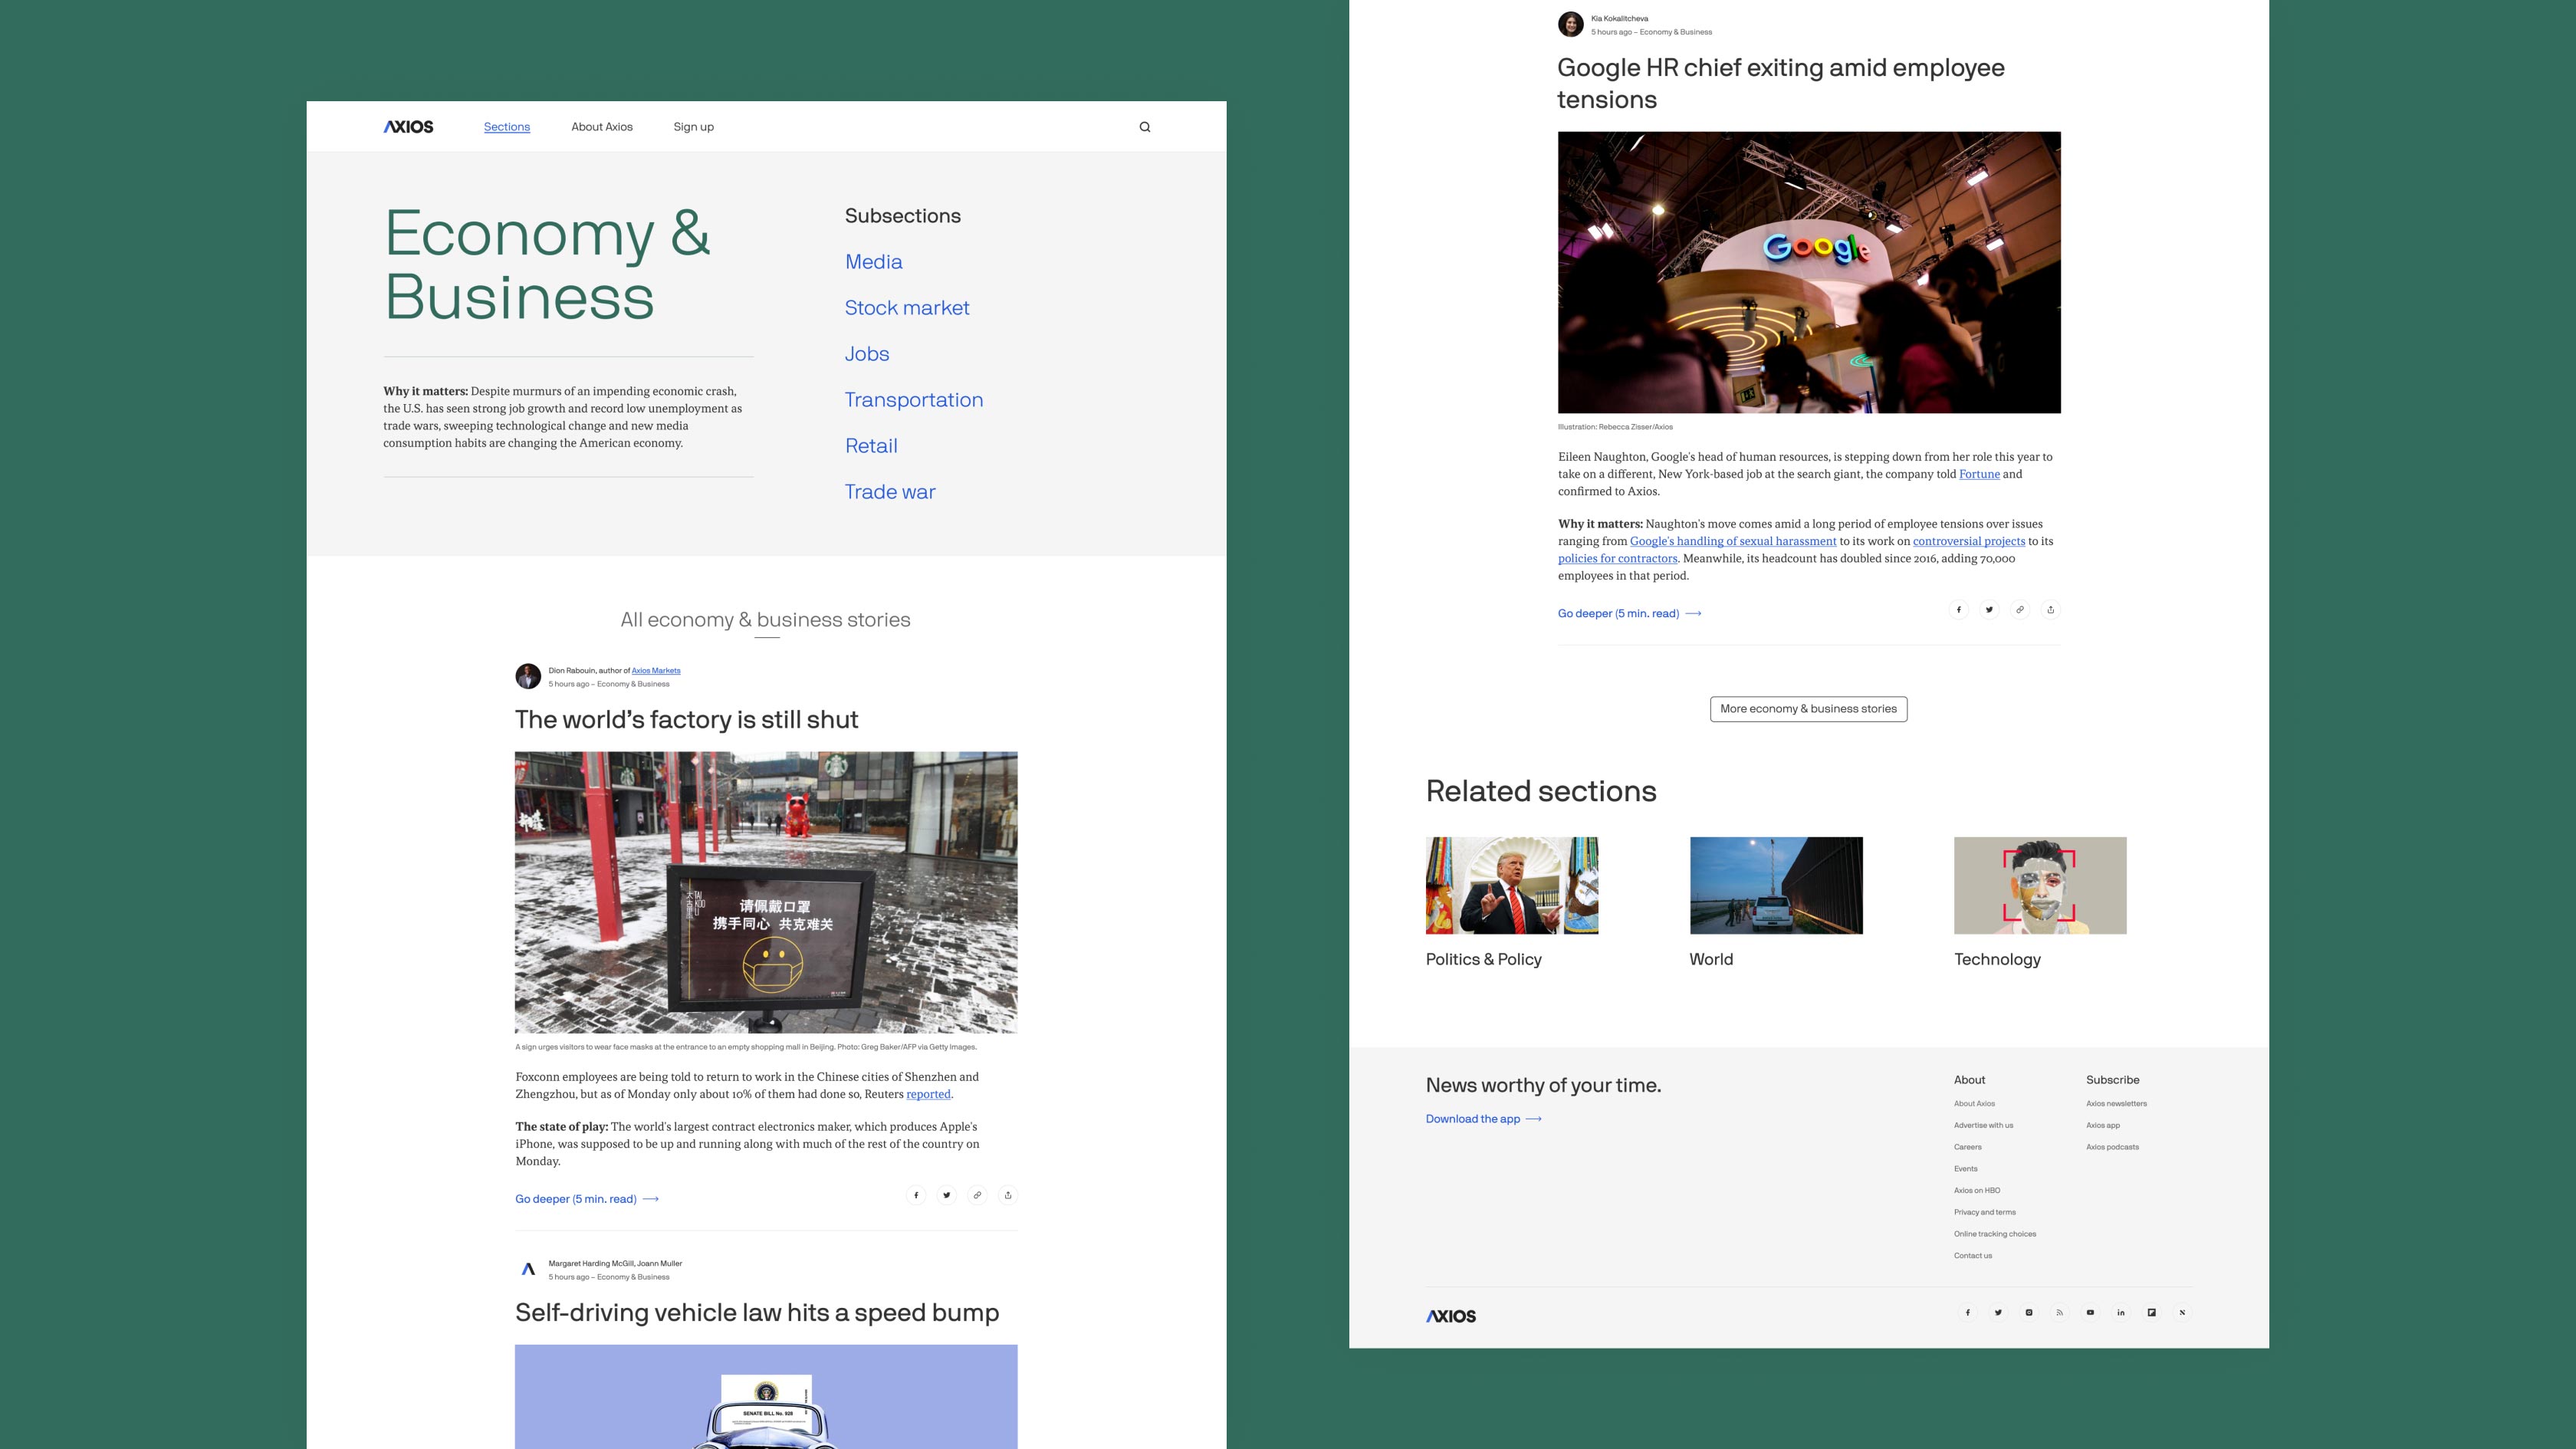 AXIOS
Sections
About Axios
Sign up
Economy &
Business
Why it matters: Despite murmurs of an impending economic crash,
the U.S. has seen strong job growth and record low unemployment as
trade wars, sweeping technological change and new media
consumption habits are changing the American economy.
Subsections
Media
Stock market
Jobs
Transportation
Retail
Trade war
All economy & business stories
Dion Rabouin, author of Axios Markets
5 hours ago – Economy & Business
The world's factory is still shut
请佩戴口罩
携手同心 共克难关
A sign urges visitors to wear face masks at the entrance to an empty shopping mall in Beijing. Photo: Greg Baker/AFP via Getty Images.
Foxconn employees are being told to return to work in the Chinese cities of Shenzhen and
Zhengzhou, but as of Monday only about 10% of them had done so, Reuters reported.
The state of play: The world's largest contract electronics maker, which produces Apple's
iPhone, was supposed to be up and running along with much of the rest of the country on
Monday.
Go deeper (5 min. read)
Margaret Harding McGill, Joann Muller
5 hours ago – Economy & Business
Self-driving vehicle law hits a speed bump
SENATE BILL No. 928
Kia Kokalitcheva
5 hours ago – Economy & Business
Google HR chief exiting amid employee
tensions
Google
Illustration: Rebecca Zisser/Axios
Eileen Naughton, Google's head of human resources, is stepping down from her role this year to
take on a different, New York-based job at the search giant, the company told Fortune and
confirmed to Axios.
Why it matters: Naughton's move comes amid a long period of employee tensions over issues
ranging from Google's handling of sexual harassment to its work on controversial projects to its
policies for contractors. Meanwhile, its headcount has doubled since 2016, adding 70,000
employees in that period.
Go deeper (5 min. read)
More economy & business stories
Related sections
Politics & Policy
World
Technology
News worthy of your time.
Download the app
About
About Axios
Advertise with us
Careers
Events
Axios on HBO
Privacy and terms
Online tracking choices
Contact us
Subscribe
Axios newsletters
Axios app
Axios podcasts
AXIOS